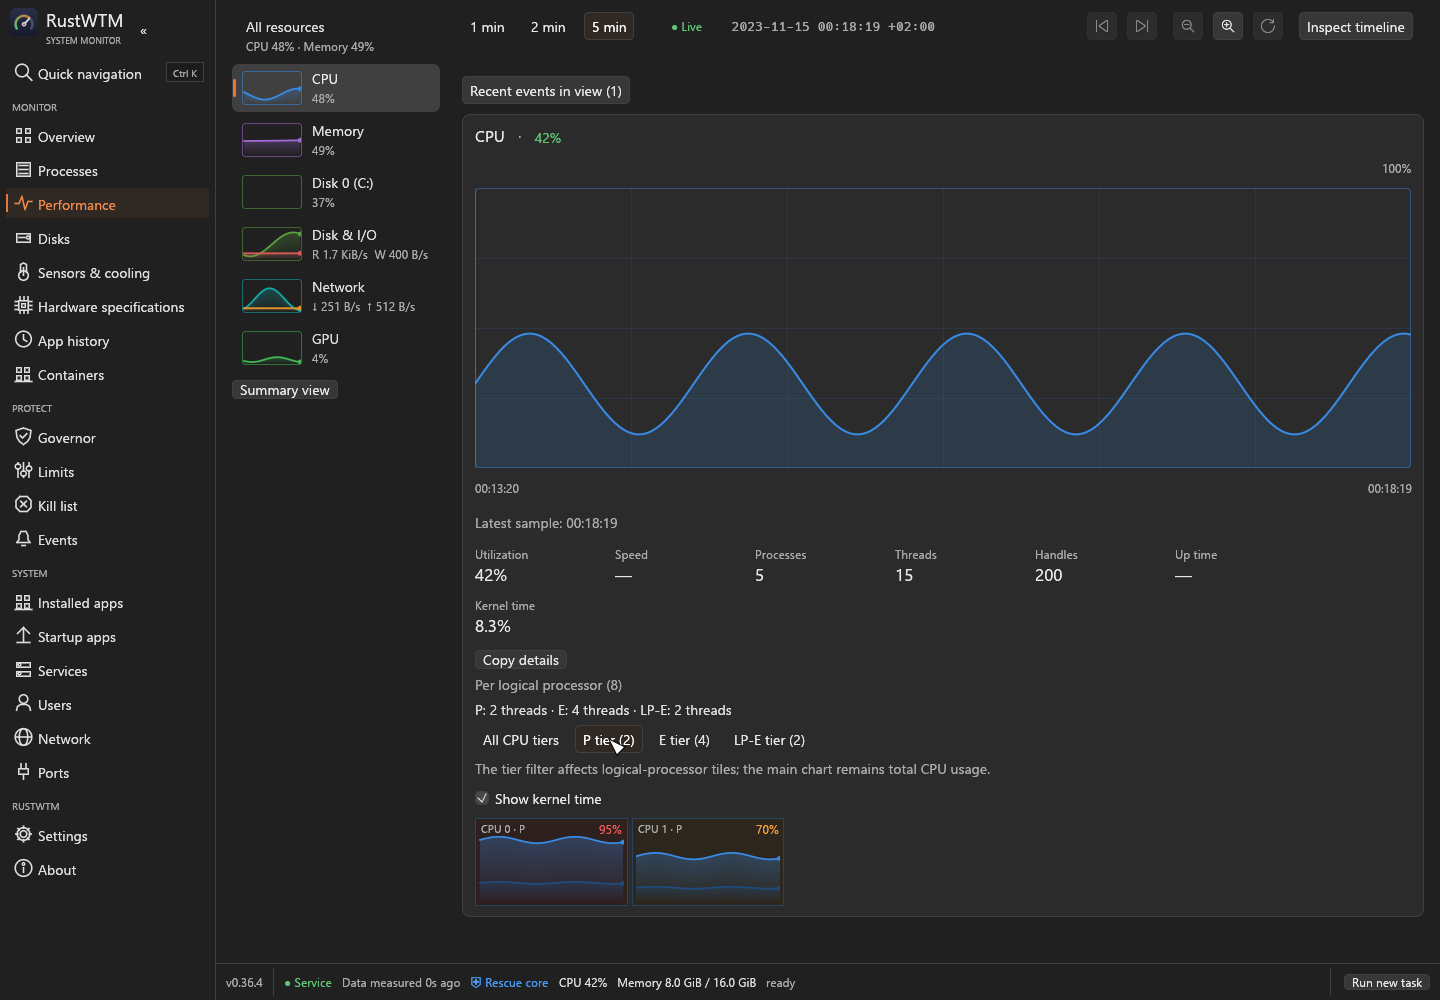 RustWTM
SYSTEM MONITOR
«
Quick navigation
Ctrl K
MONITOR
Overview
Processes
Performance
Disks
Sensors & cooling
Hardware specifications
App history
Containers
PROTECT
Governor
Limits
Kill list
Events
SYSTEM
Installed apps
Startup apps
Services
Users
Network
Ports
RUSTWTM
Settings
About
All resources
CPU 48% · Memory 49%
CPU
48%
Memory
49%
Disk 0 (C:)
37%
Disk & I/O
R 1.7 KiB/s W 400 B/s
Network
↓ 251 B/s ↑ 512 B/s
GPU
4%
Summary view
1 min
2 min
5 min
● Live
2023-11-15 00:18:19 +02:00
Inspect timeline
Recent events in view (1)
CPU · 42%
100%
00:13:20
00:18:19
Latest sample: 00:18:19
Utilization
42%
Speed
—
Processes
5
Threads
15
Handles
200
Up time
—
Kernel time
8.3%
Copy details
Per logical processor (8)
P: 2 threads · E: 4 threads · LP-E: 2 threads
All CPU tiers
P tier (2)
E tier (4)
LP-E tier (2)
The tier filter affects logical-processor tiles; the main chart remains total CPU usage.
Show kernel time
CPU 0 · P
95%
CPU 1 · P
70%
v0.36.4
● Service
Data measured 0s ago
Rescue core
CPU 42%
Memory 8.0 GiB / 16.0 GiB
ready
Run new task